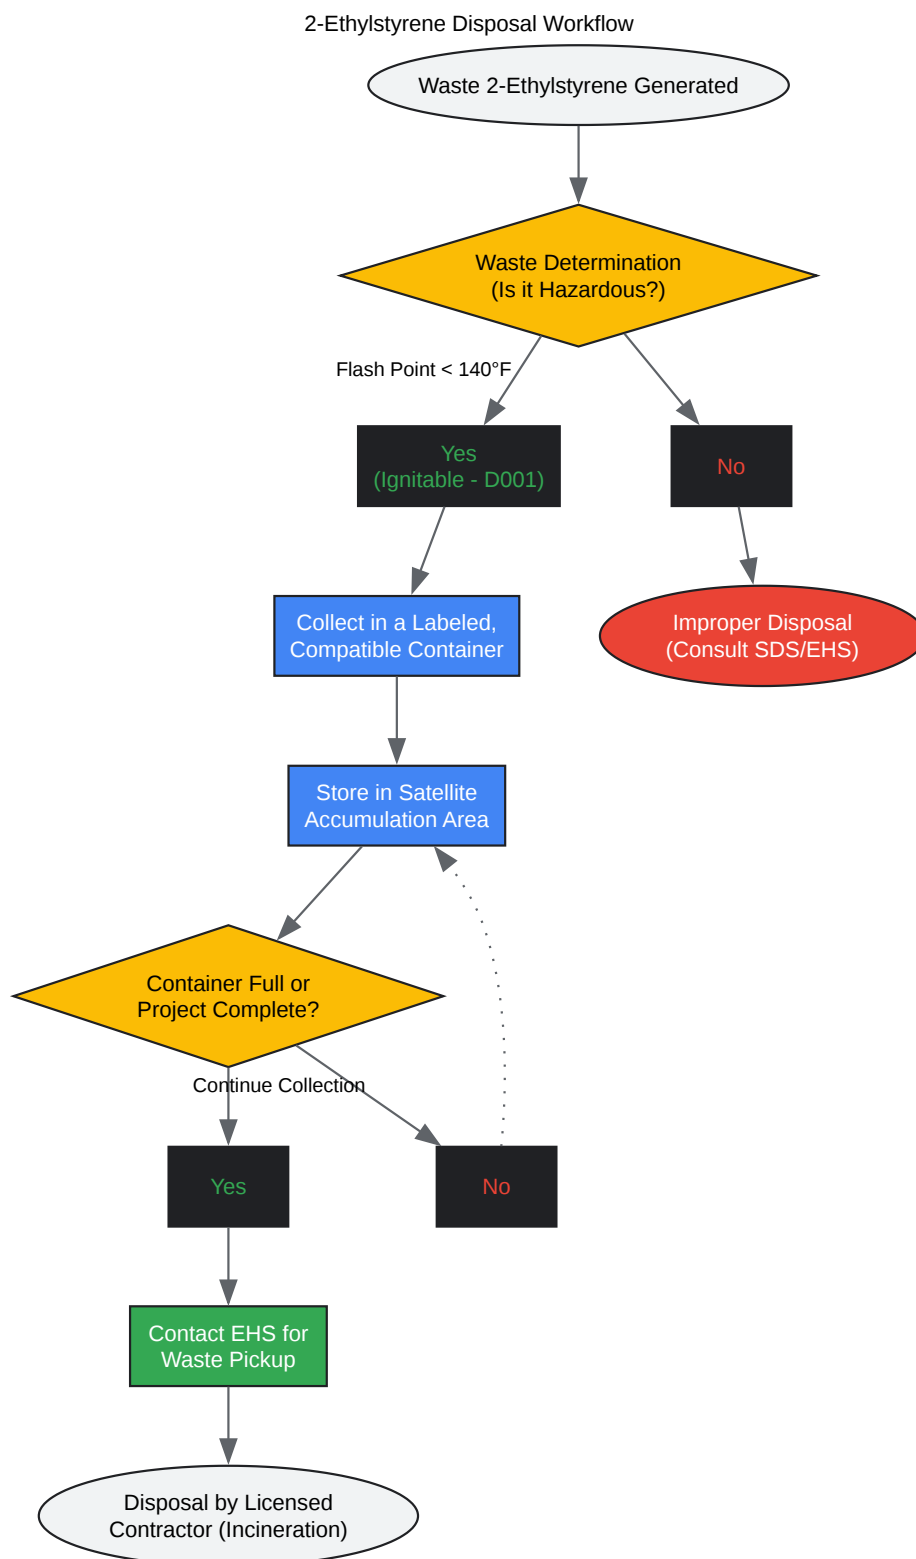 2-Ethylstyrene Disposal Workflow
Waste 2-Ethylstyrene Generated
Waste Determination
(Is it Hazardous?)
Flash Point < 140°F
Yes
(Ignitable - D001)
No
Collect in a Labeled,
Compatible Container
Improper Disposal
(Consult SDS/EHS)
Store in Satellite
Accumulation Area
Container Full or
Project Complete?
Continue Collection
Yes
No
Contact EHS for
Waste Pickup
Disposal by Licensed
Contractor (Incineration)